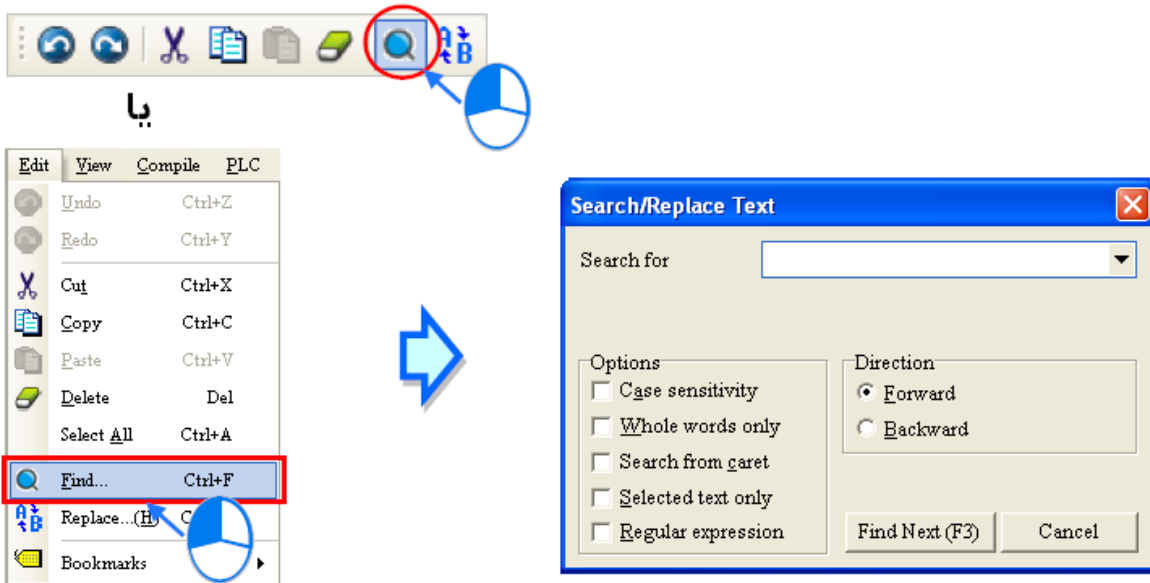 یا
Edit View Compile PLC
Undo Ctrl+Z
Redo Ctrl+Y
Cut Ctrl+X
Copy Ctrl+C
Paste Ctrl+V
Delete Del
Select All Ctrl+A
Find... Ctrl+F
Replace...(H) C
Bookmarks
Search/Replace Text
Search for
Options
Case sensitivity
Whole words only
Search from caret
Selected text only
Regular expression
Direction
Forward
Backward
Find Next (F3) Cancel